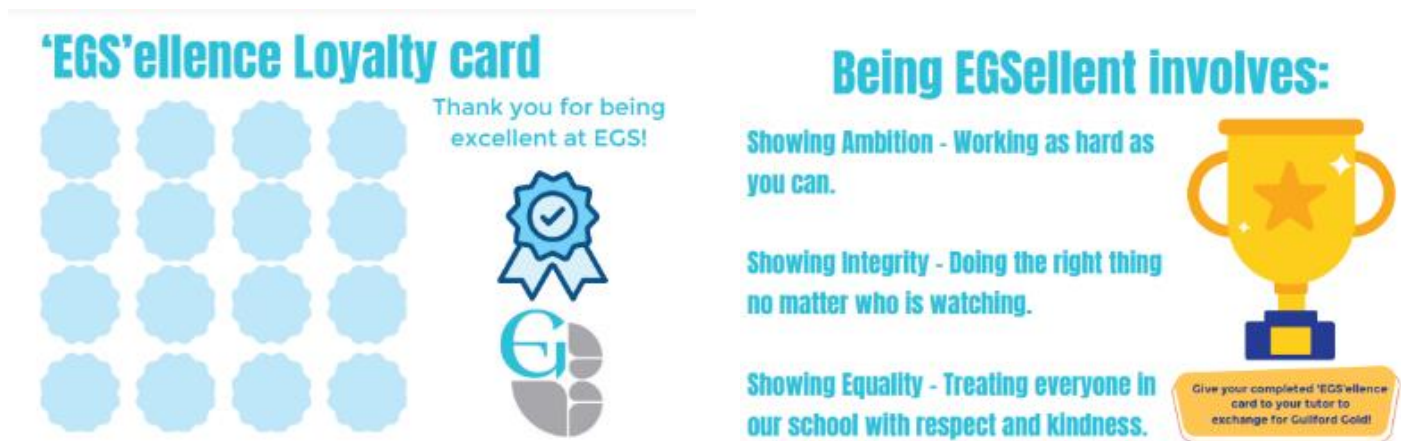 ‘EGS’ellence Loyalty card
Thank you for being
excellent at EGS!
Being EGSellent involves:
Showing Ambition - Working as hard as
you can.
Showing Integrity - Doing the right thing
no matter who is watching.
Showing Equality - Treating everyone in
our school with respect and kindness.
Give your completed 'EGS'ellence
card to your tutor to
exchange for Guilford Gold!